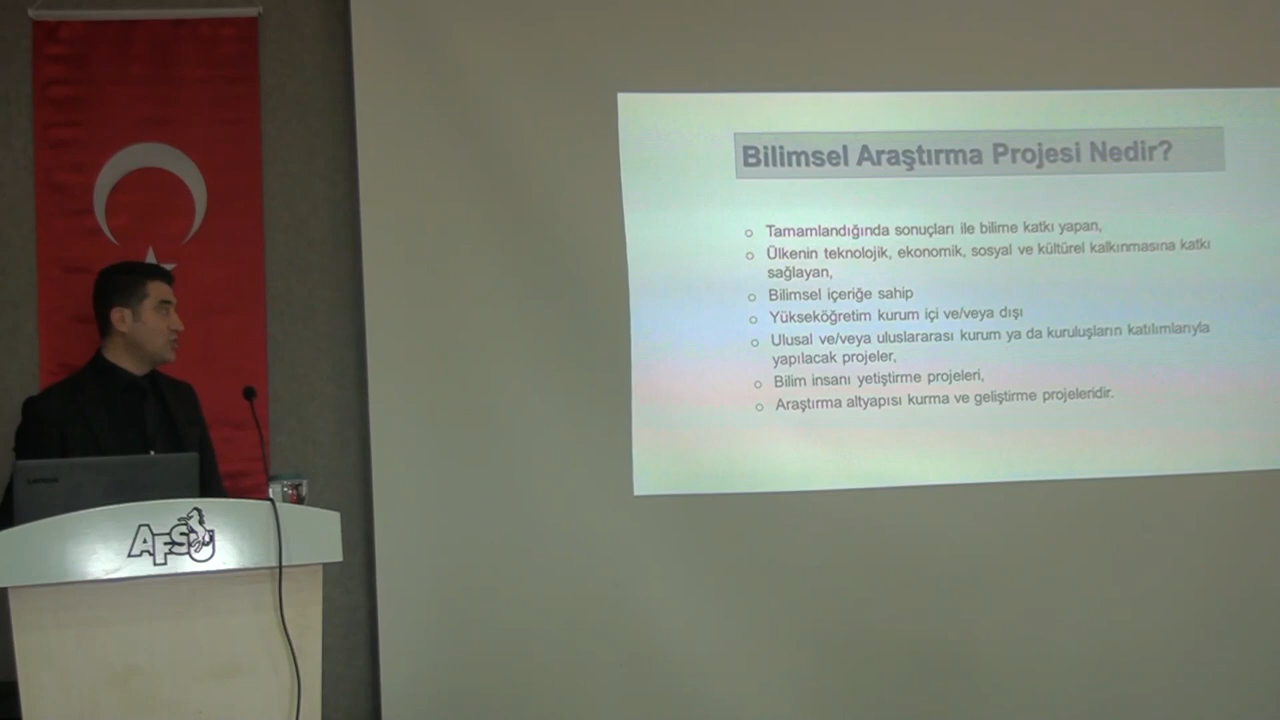 Bilimsel Araştırma Projesi Nedir?
Tamamlandığında sonuçları ile bilime katkı yapan,
Ülkenin teknolojik, ekonomik, sosyal ve kültürel kalkınmasına katkı
sağlayan,
Bilimsel içeriğe sahip
Yükseköğretim kurum içi ve/veya dışı
Ulusal ve/veya uluslararası kurum ya da kuruluşların katılımlarıyla
yapılacak projeler,
Bilim insanı yetiştirme projeleri,
Araştırma altyapısı kurma ve geliştirme projeleridir.
Lenovo
AFSU